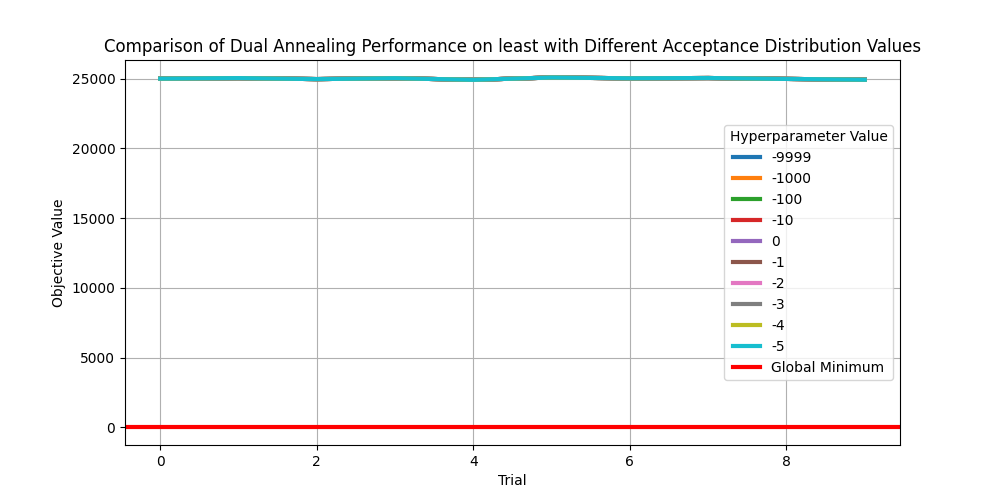 Comparison of Dual Annealing Performance on least with Different Acceptance Distribution Values
Objective Value
25000
20000
15000
10000
5000
0
Hyperparameter Value
-9999
-1000
-100
-10
0
-1
-2
-3
-4
-5
Global Minimum
0 2 4 6 8
Trial